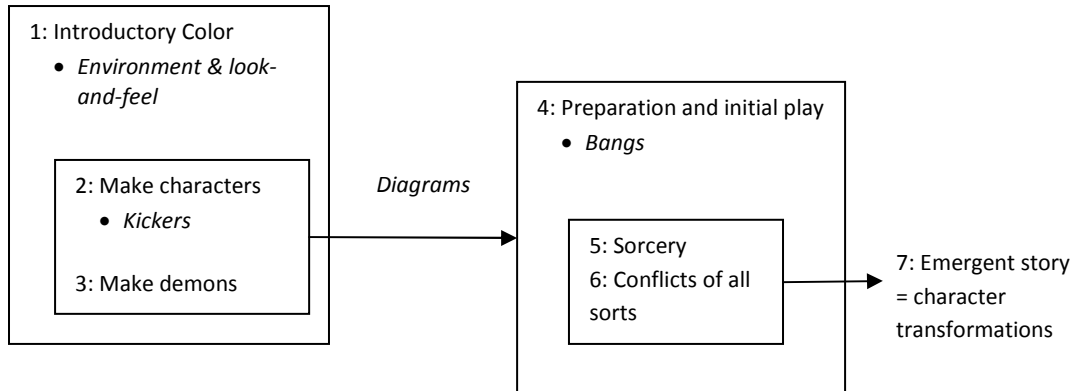 1: Introductory Color
• Environment & look-
and-feel
2: Make characters
• Kickers
3: Make demons
Diagrams
4: Preparation and initial play
• Bangs
5: Sorcery
6: Conflicts of all
sorts
7: Emergent story
= character
transformations